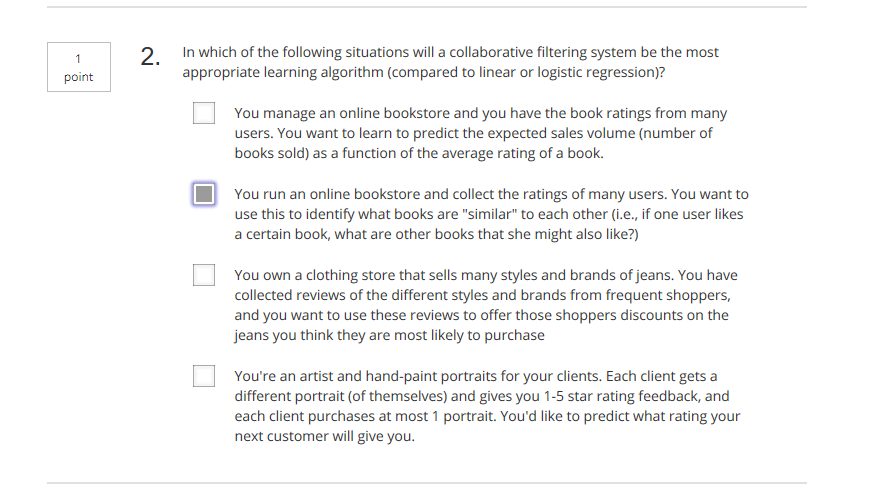 1
point
2.
In which of the following situations will a collaborative filtering system be the most
appropriate learning algorithm (compared to linear or logistic regression)?
You manage an online bookstore and you have the book ratings from many
users. You want to learn to predict the expected sales volume (number of
books sold) as a function of the average rating of a book.
You run an online bookstore and collect the ratings of many users. You want to
use this to identify what books are "similar" to each other (i.e., if one user likes
a certain book, what are other books that she might also like?)
You own a clothing store that sells many styles and brands of jeans. You have
collected reviews of the different styles and brands from frequent shoppers,
and you want to use these reviews to offer those shoppers discounts on the
jeans you think they are most likely to purchase
You're an artist and hand-paint portraits for your clients. Each client gets a
different portrait (of themselves) and gives you 1-5 star rating feedback, and
each client purchases at most 1 portrait. You'd like to predict what rating your
next customer will give you.